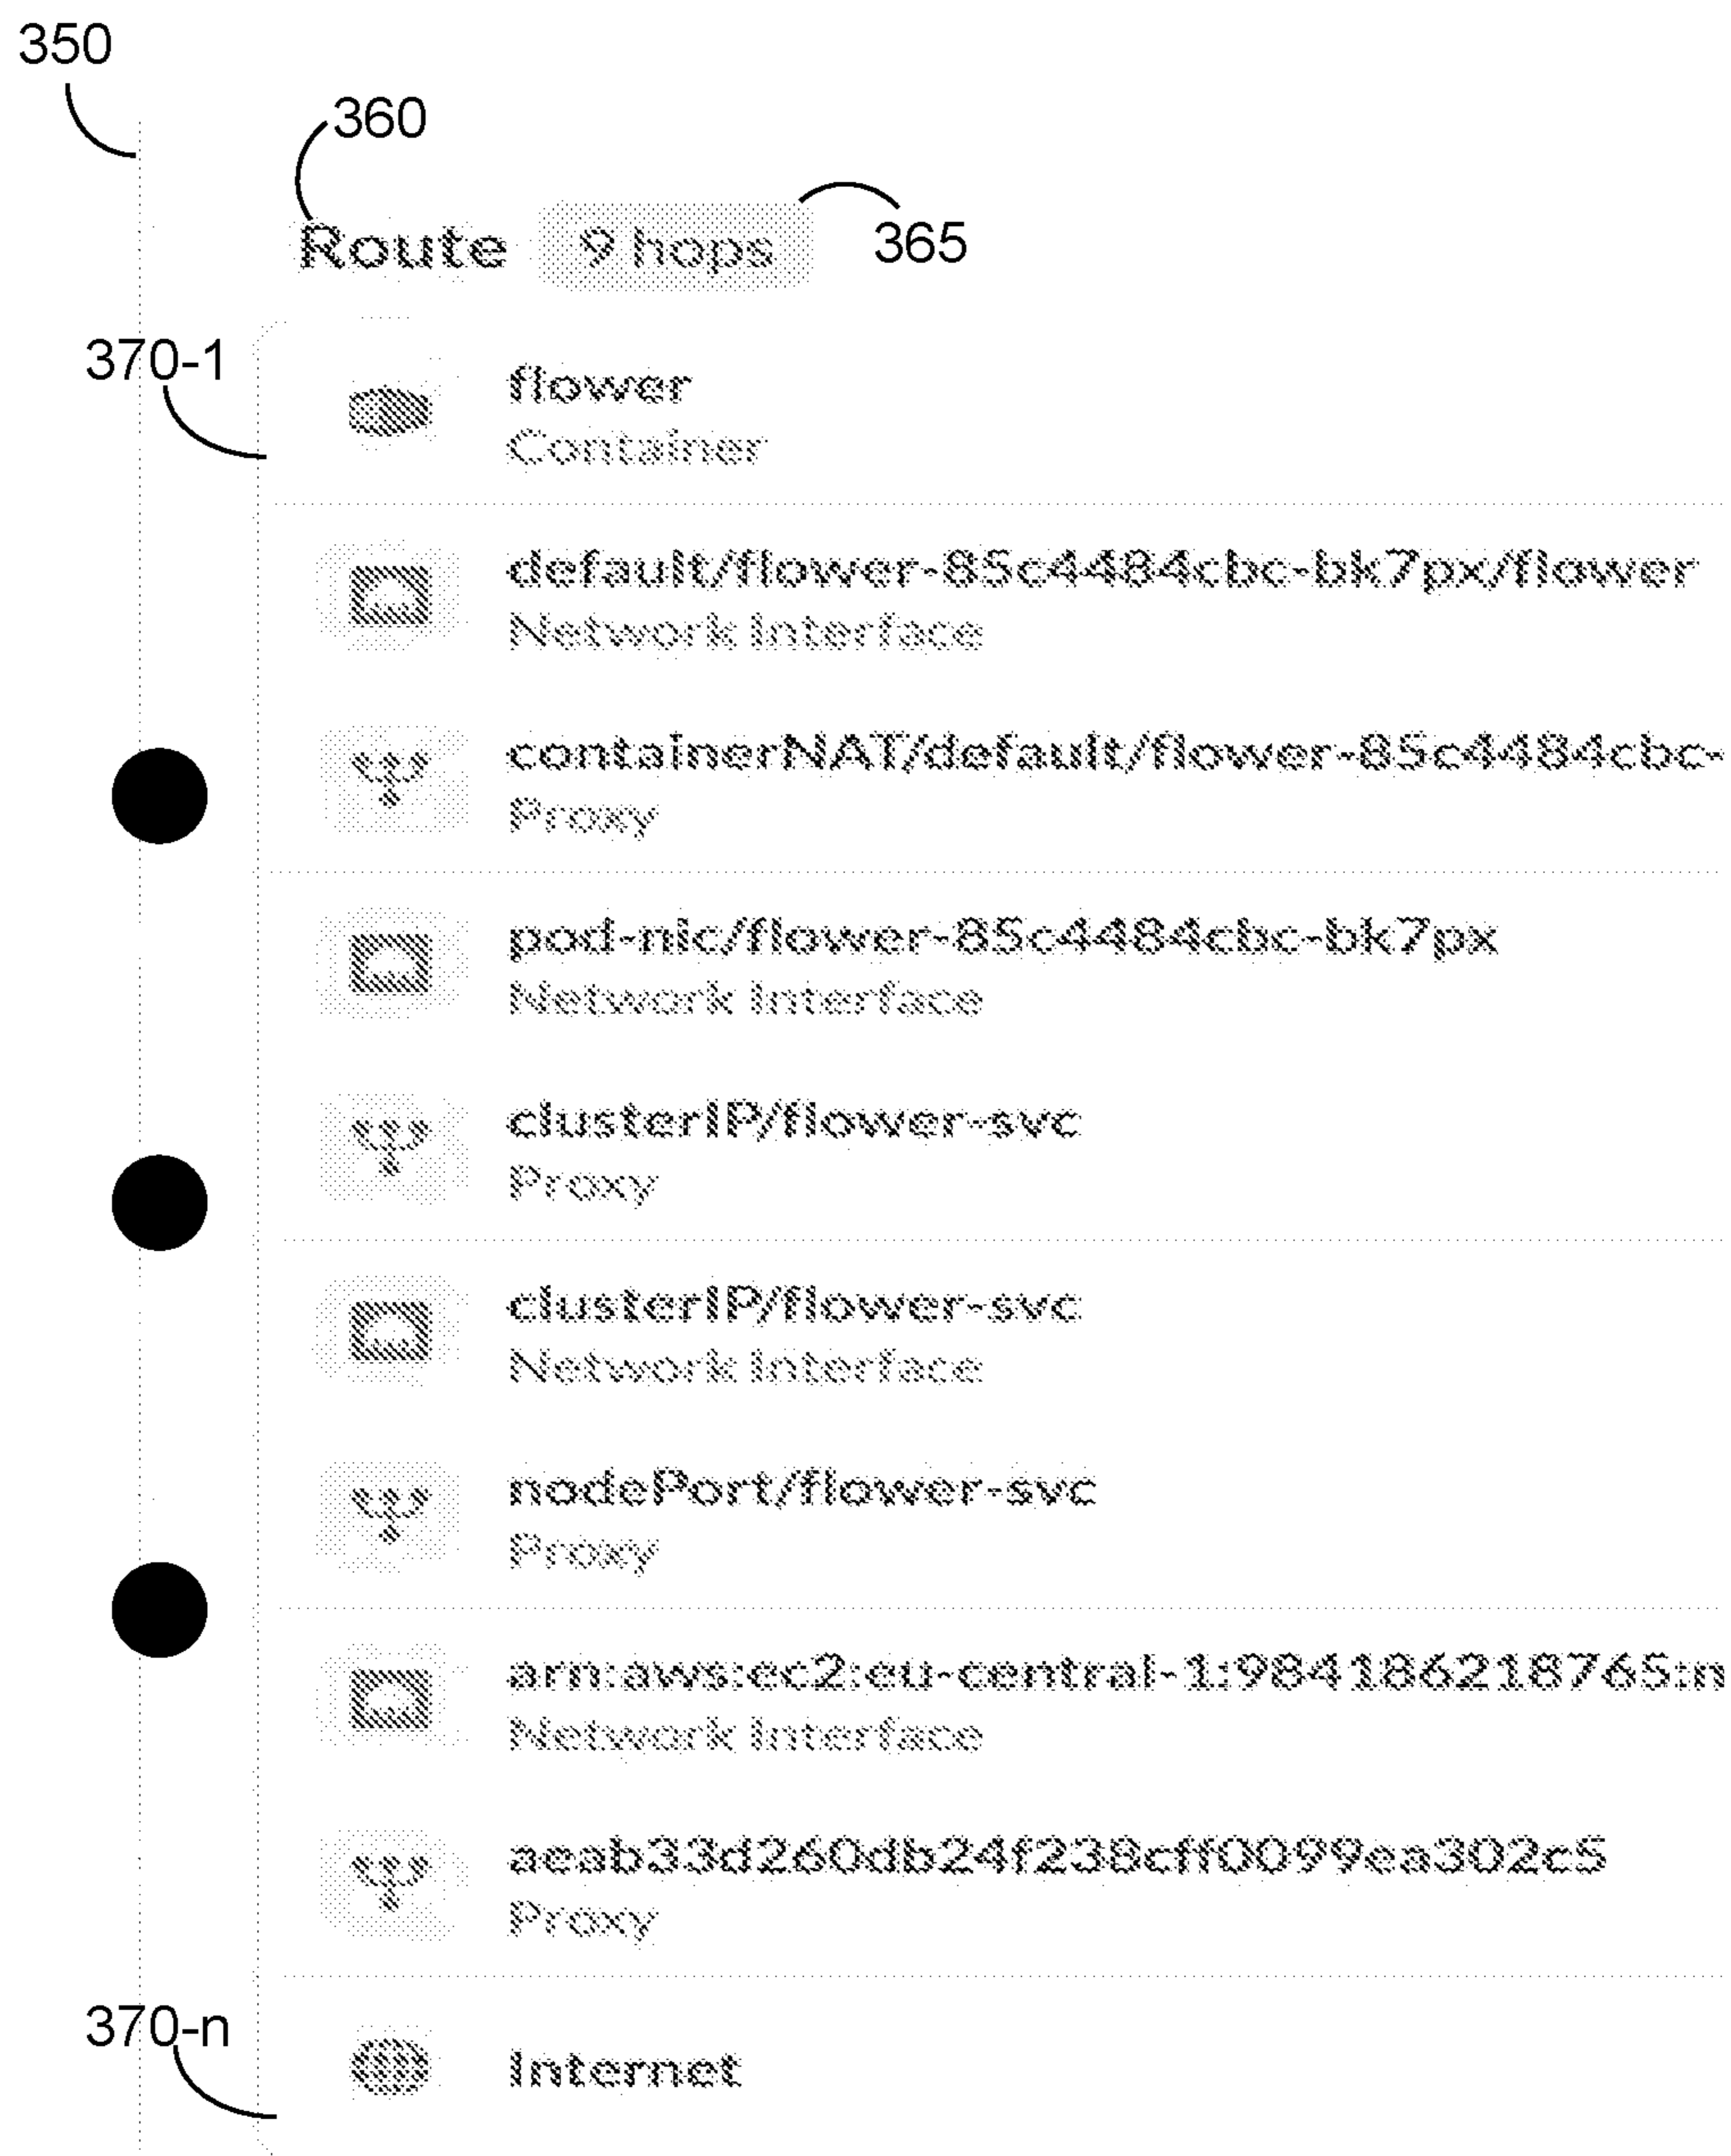 350
360
Route 9 hops
365
370-1
flower
Container
default/flower-85c4484cbc-bk7px/flower
Network Interface
containerNAT/default/flower-85c4484cbc-
Proxy
pod-nic/flower-85c4484cbc-bk7px
Network Interface
clusterIP/flower-svc
Proxy
clusterIP/flower-svc
Network Interface
nodePort/flower-svc
Proxy
arn:aws:ec2:eu-central-1:984186218765:n
Network Interface
aeab33d260db24f238cff0099ea302c5
Proxy
370-n
Internet